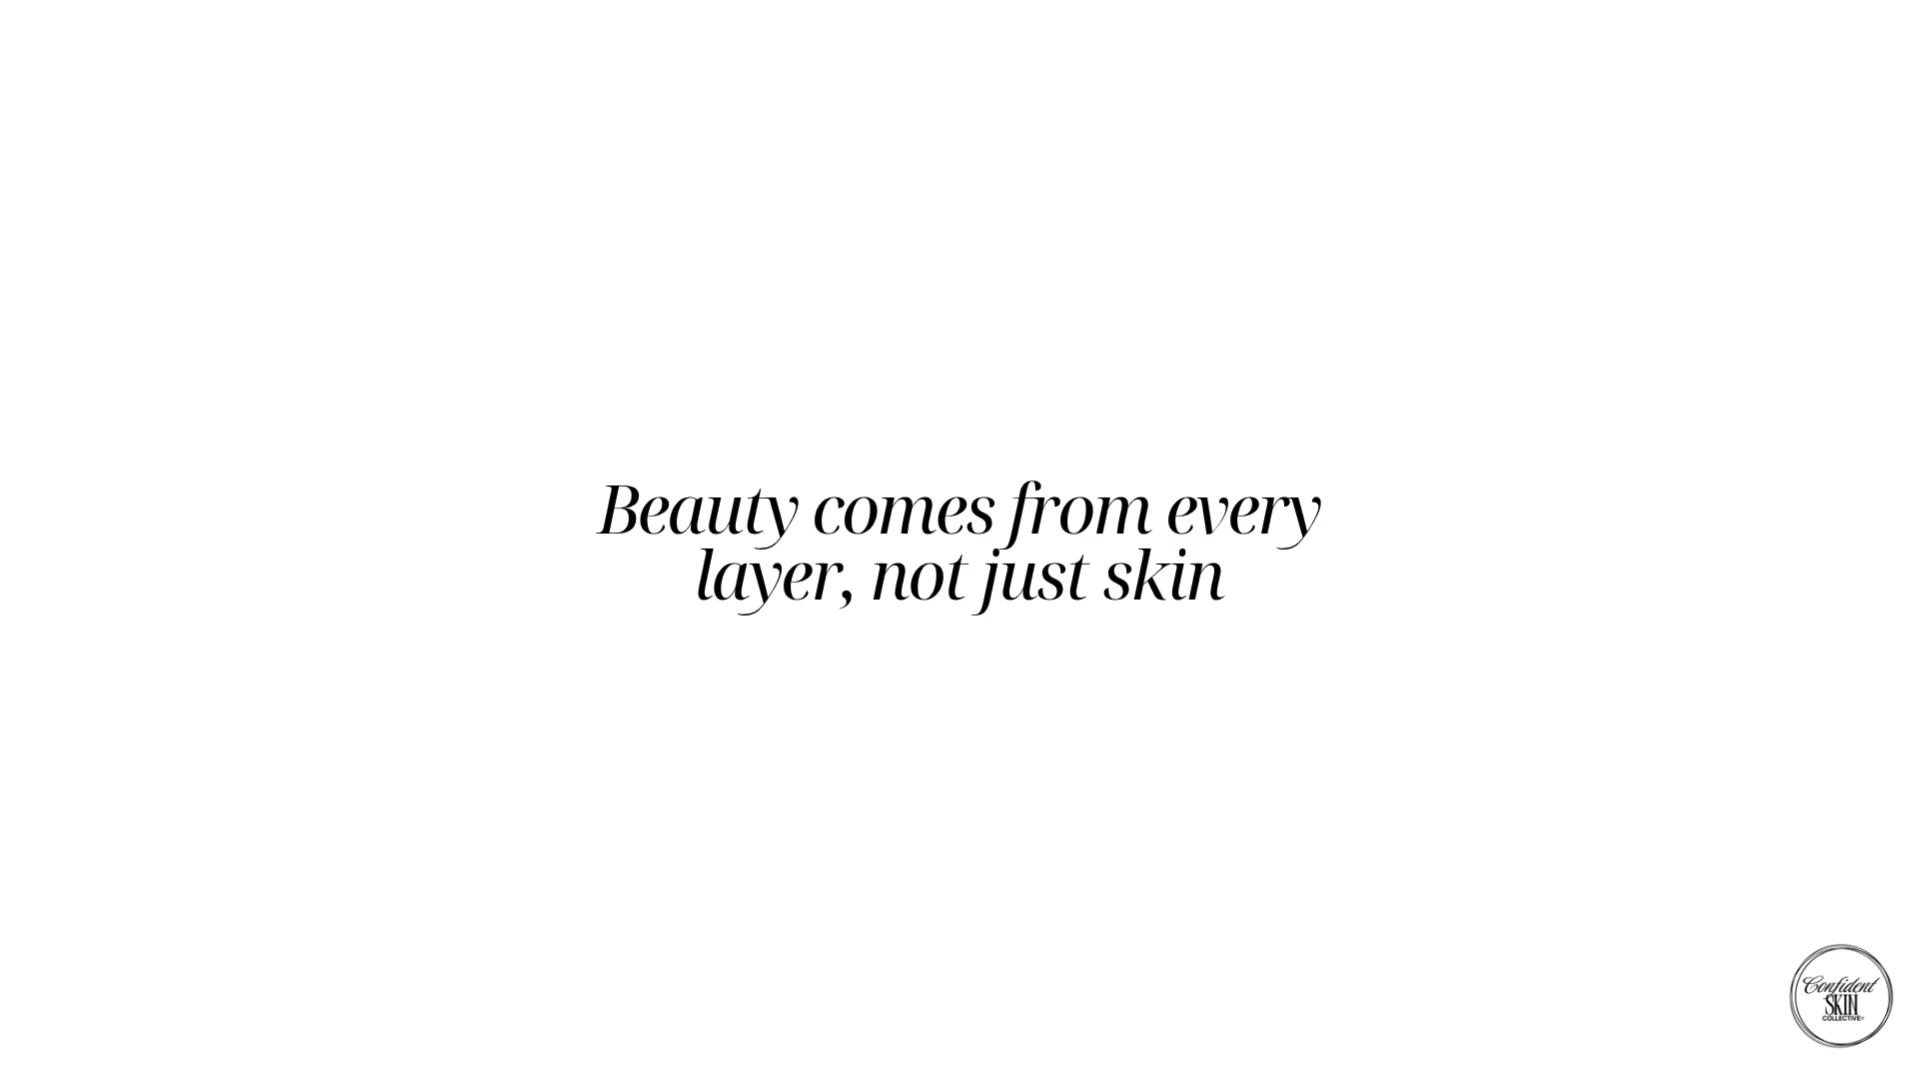 Beauty comes from every
layer, not just skin
Confident
SKIN
COLLECTIVE